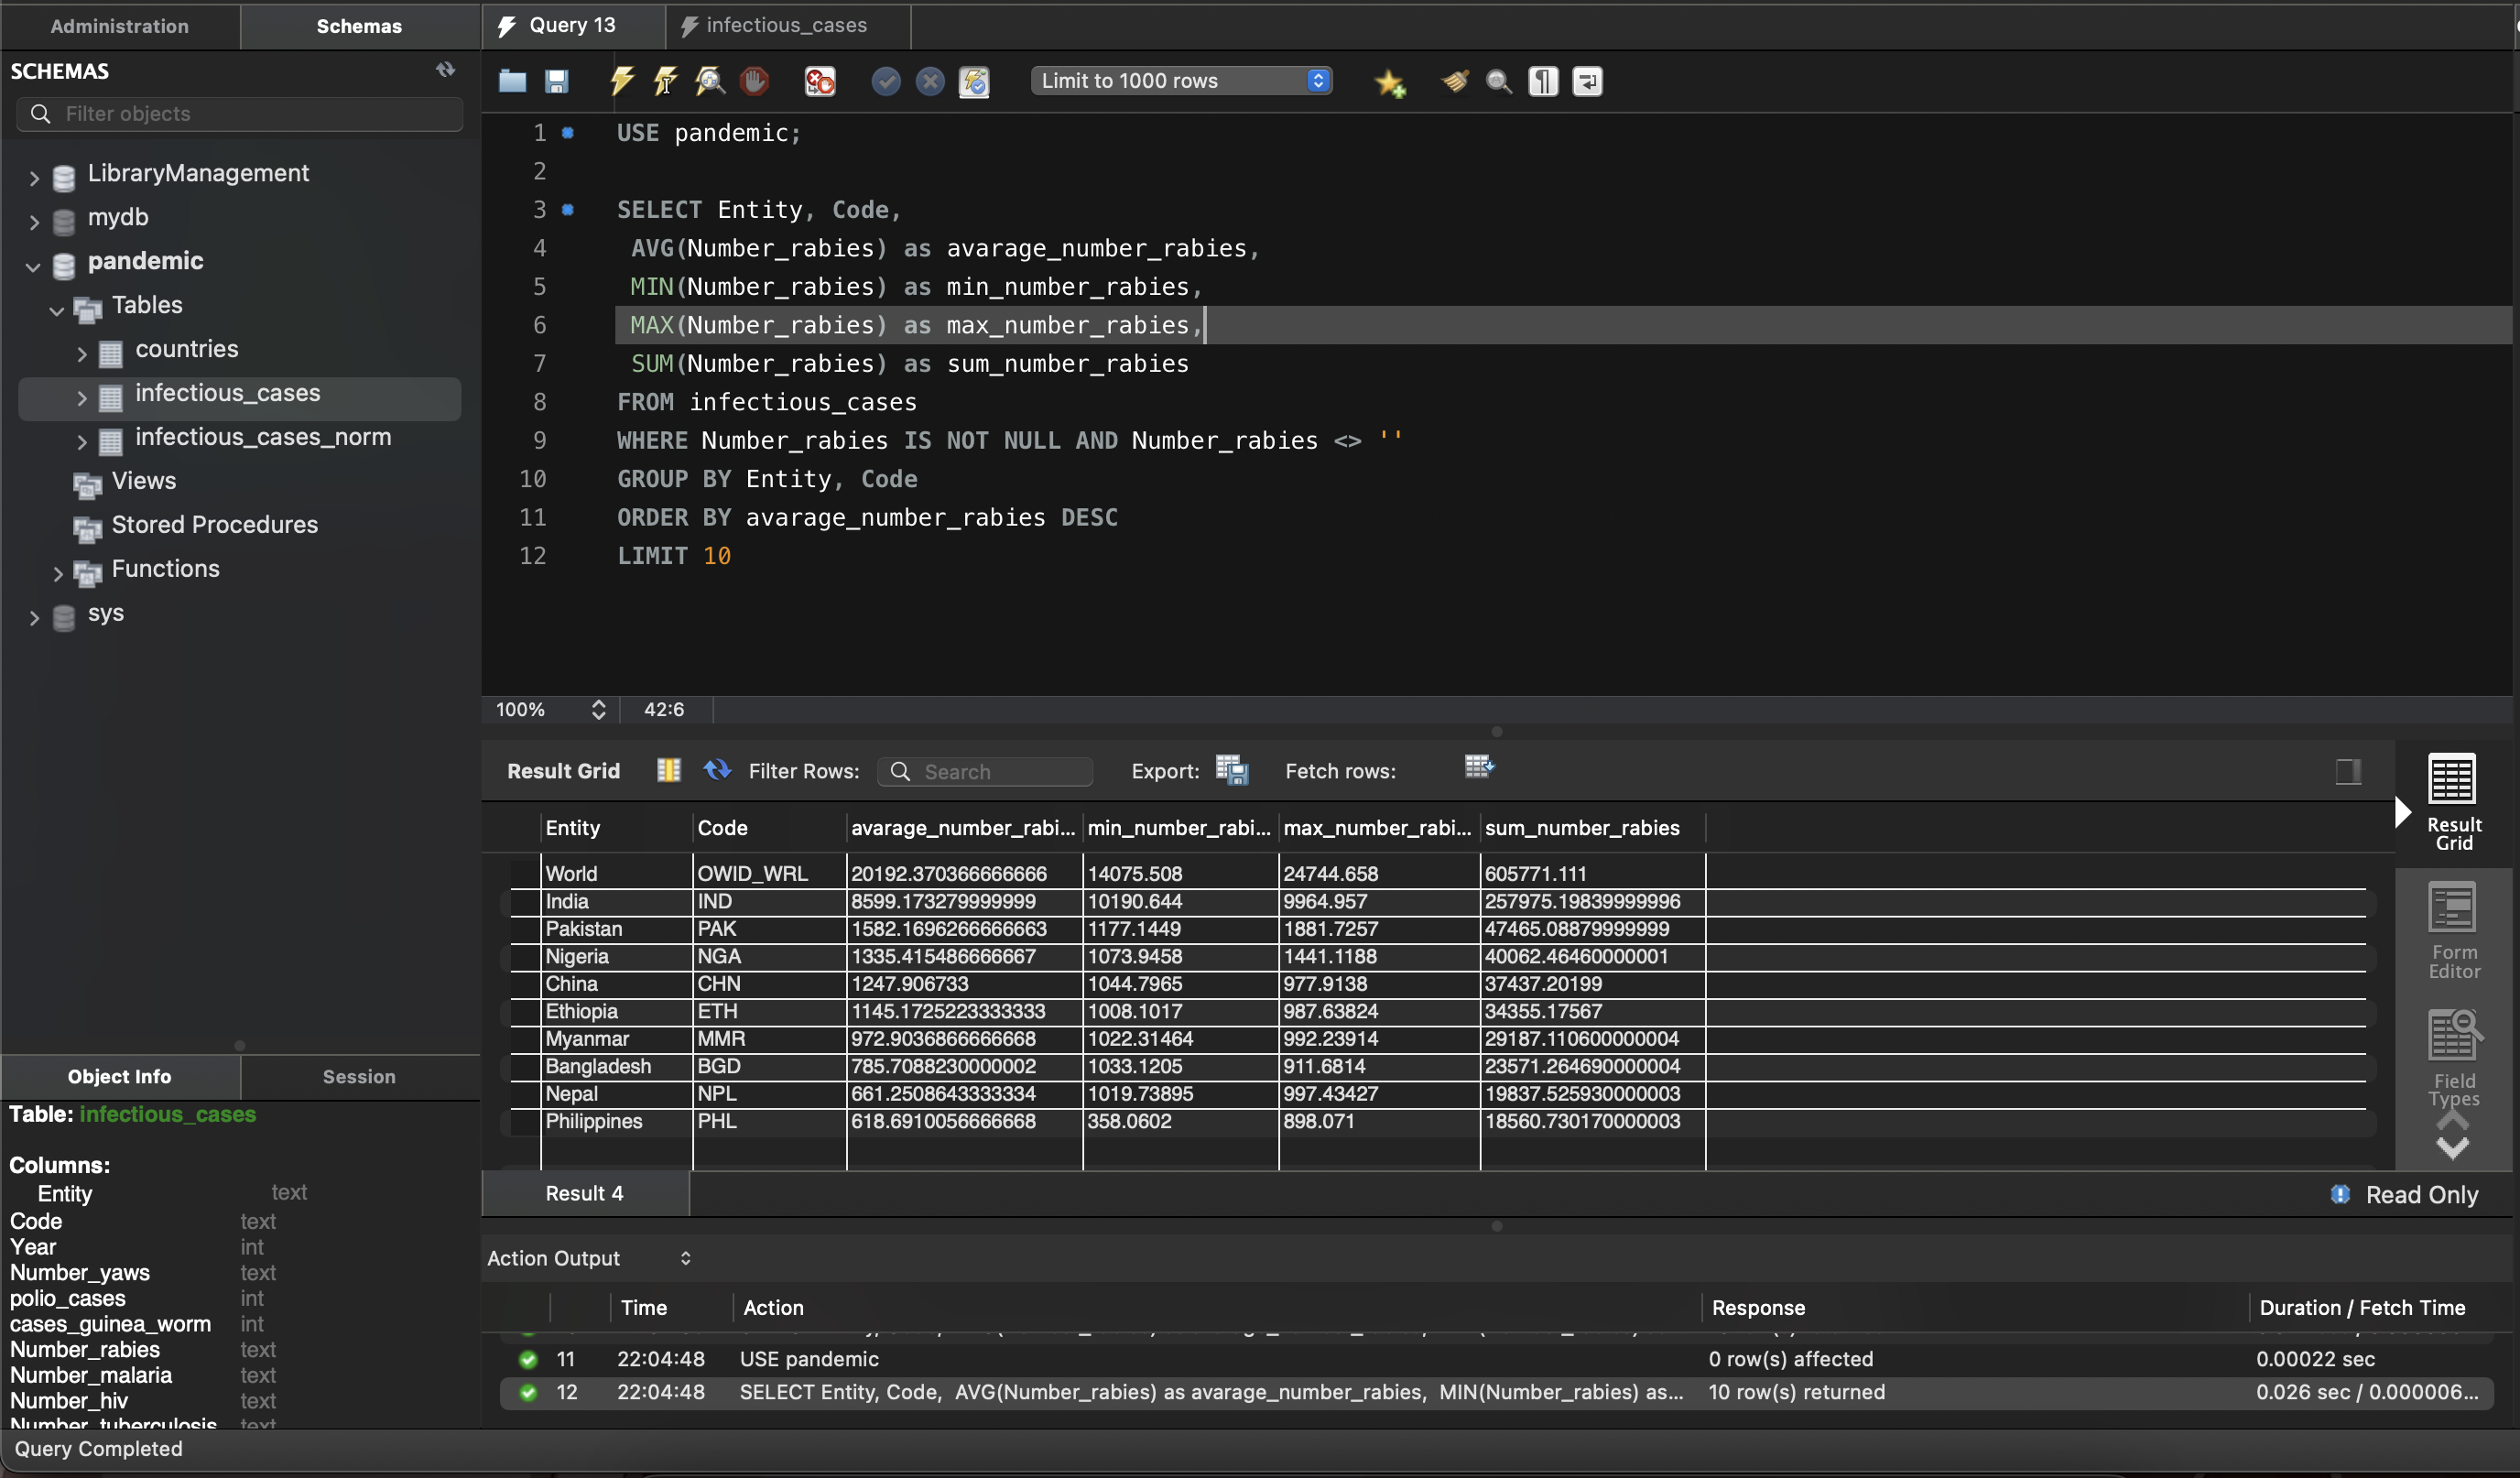 Administration
Schemas
Query 13
infectious_cases
SCHEMAS
Filter objects
LibraryManagement
mydb
pandemic
Tables
countries
infectious_cases
infectious_cases_norm
Views
Stored Procedures
Functions
sys
Limit to 1000 rows
1 USE pandemic;
2
3 SELECT Entity, Code,
4 AVG(Number_rabies) as avarage_number_rabies,
5 MIN(Number_rabies) as min_number_rabies,
6 MAX(Number_rabies) as max_number_rabies,
7 SUM(Number_rabies) as sum_number_rabies
8 FROM infectious_cases
9 WHERE Number_rabies IS NOT NULL AND Number_rabies <> ''
10 GROUP BY Entity, Code
11 ORDER BY avarage_number_rabies DESC
12 LIMIT 10
100% 42:6
Result Grid Filter Rows: Search Export: Fetch rows:
Entity Code avarage_number_rabi... min_number_rabi... max_number_rabi... sum_number_rabies
World OWID_WRL 20192.370366666666 14075.508 24744.658 605771.111
India IND 8599.173279999999 10190.644 9964.957 257975.19839999996
Pakistan PAK 1582.1696266666663 1177.1449 1881.7257 47465.08879999999
Nigeria NGA 1335.415486666667 1073.9458 1441.1188 40062.46460000001
China CHN 1247.906733 1044.7965 977.9138 37437.20199
Ethiopia ETH 1145.1725223333333 1008.1017 987.63824 34355.17567
Myanmar MMR 972.9036866666668 1022.31464 992.23914 29187.110600000004
Bangladesh BGD 785.7088230000002 1033.1205 911.6814 23571.264690000004
Nepal NPL 661.2508643333334 1019.73895 997.43427 19837.525930000003
Philippines PHL 618.6910056666668 358.0602 898.071 18560.730170000003
Result
Grid
Form
Editor
Field
Types
Result 4
Read Only
Object Info
Session
Table: infectious_cases
Columns:
Entity text
Code text
Year int
Number_yaws text
polio_cases int
cases_guinea_worm int
Number_rabies text
Number_malaria text
Number_hiv text
Number_tuberculosis text
Action Output
Time Action Response Duration / Fetch Time
11 22:04:48 USE pandemic 0 row(s) affected 0.00022 sec
12 22:04:48 SELECT Entity, Code, AVG(Number_rabies) as avarage_number_rabies, MIN(Number_rabies) as... 10 row(s) returned 0.026 sec / 0.000006...
Query Completed